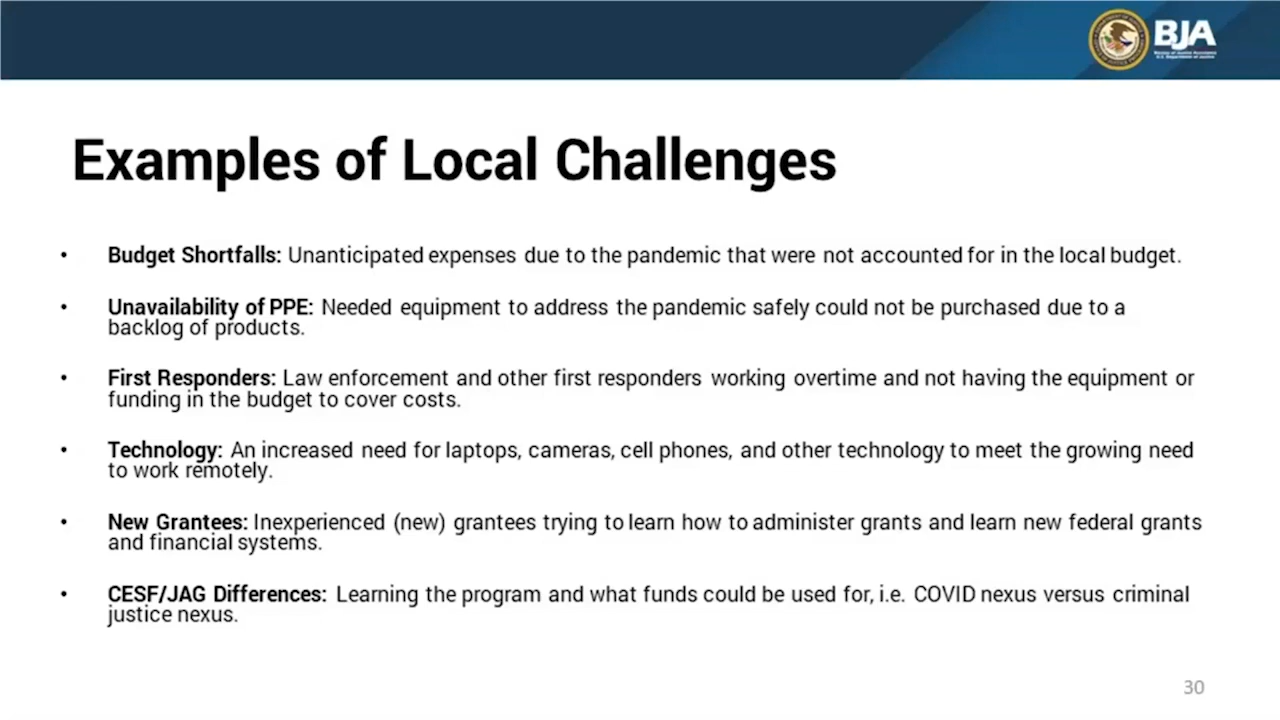 BJA
Bureau of Justice Assistance
U.S. Department of Justice
Examples of Local Challenges
• Budget Shortfalls: Unanticipated expenses due to the pandemic that were not accounted for in the local budget.
• Unavailability of PPE: Needed equipment to address the pandemic safely could not be purchased due to a
backlog of products.
• First Responders: Law enforcement and other first responders working overtime and not having the equipment or
funding in the budget to cover costs.
• Technology: An increased need for laptops, cameras, cell phones, and other technology to meet the growing need
to work remotely.
• New Grantees: Inexperienced (new) grantees trying to learn how to administer grants and learn new federal grants
and financial systems.
• CESF/JAG Differences: Learning the program and what funds could be used for, i.e. COVID nexus versus criminal
justice nexus.
30